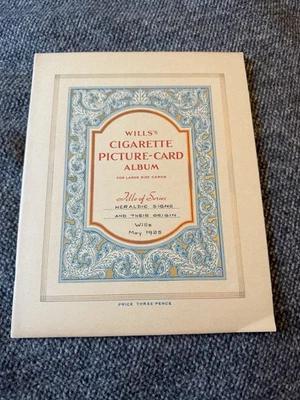 WILLS'S
CIGARETTE
PICTURE-CARD
ALBUM
FOR LARGE SIZE CARDS
Title of Series
HERALDIC SIGNS
AND THEIR ORIGIN
Wills
May 1925
PRICE THREE PENCE